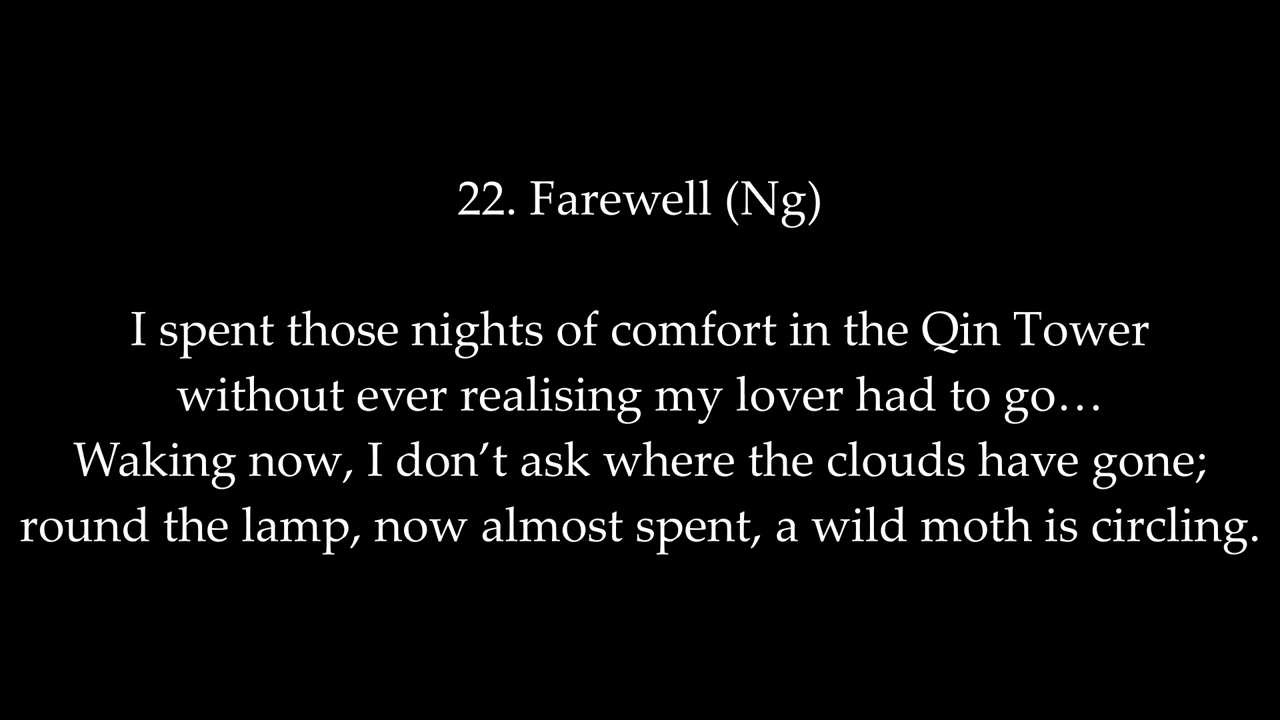 22. Farewell (Ng)
I spent those nights of comfort in the Qin Tower
without ever realising my lover had to go…
Waking now, I don’t ask where the clouds have gone;
round the lamp, now almost spent, a wild moth is circling.